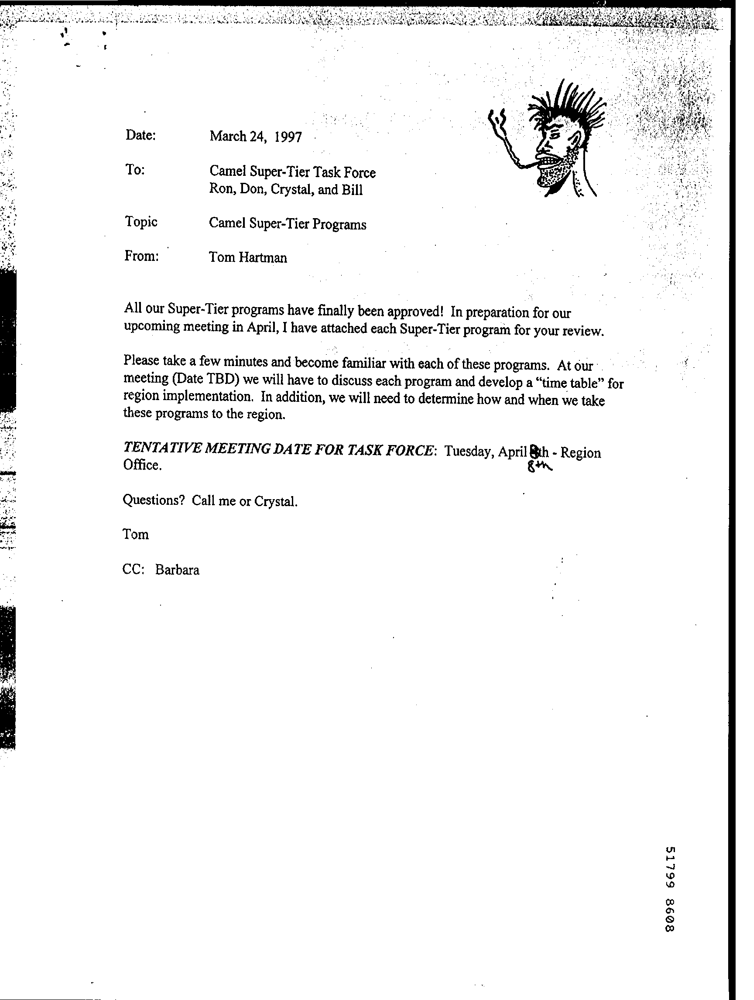 Date: March 24, 1997
To: Camel Super-Tier Task Force
Ron, Don, Crystal, and Bill
Topic Camel Super-Tier Programs
From: Tom Hartman
All our Super-Tier programs have finally been approved! In preparation for our
upcoming meeting in April, I have attached each Super-Tier program for your review.
Please take a few minutes and become familiar with each of these programs. At our
meeting (Date TBD) we will have to discuss each program and develop a “time table” for
region implementation. In addition, we will need to determine how and when we take
these programs to the region.
TENTATIVE MEETING DATE FOR TASK FORCE: Tuesday, April 8th - Region
8th
Office.
Questions? Call me or Crystal.
Tom
CC: Barbara
51799 8608